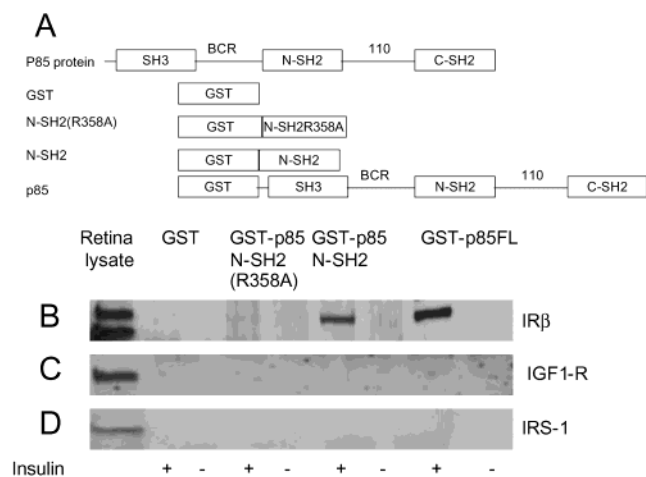 A
P85 protein SH3 BCR N-SH2 110 C-SH2
GST GST
N-SH2(R358A) GST N-SH2R358A
N-SH2 GST N-SH2
p85 GST SH3 BCR N-SH2 110 C-SH2
Retina lysate GST GST-p85 N-SH2 (R358A) GST-p85 N-SH2 GST-p85FL
B IRβ
C IGF1-R
D IRS-1
Insulin + - + - + - + -